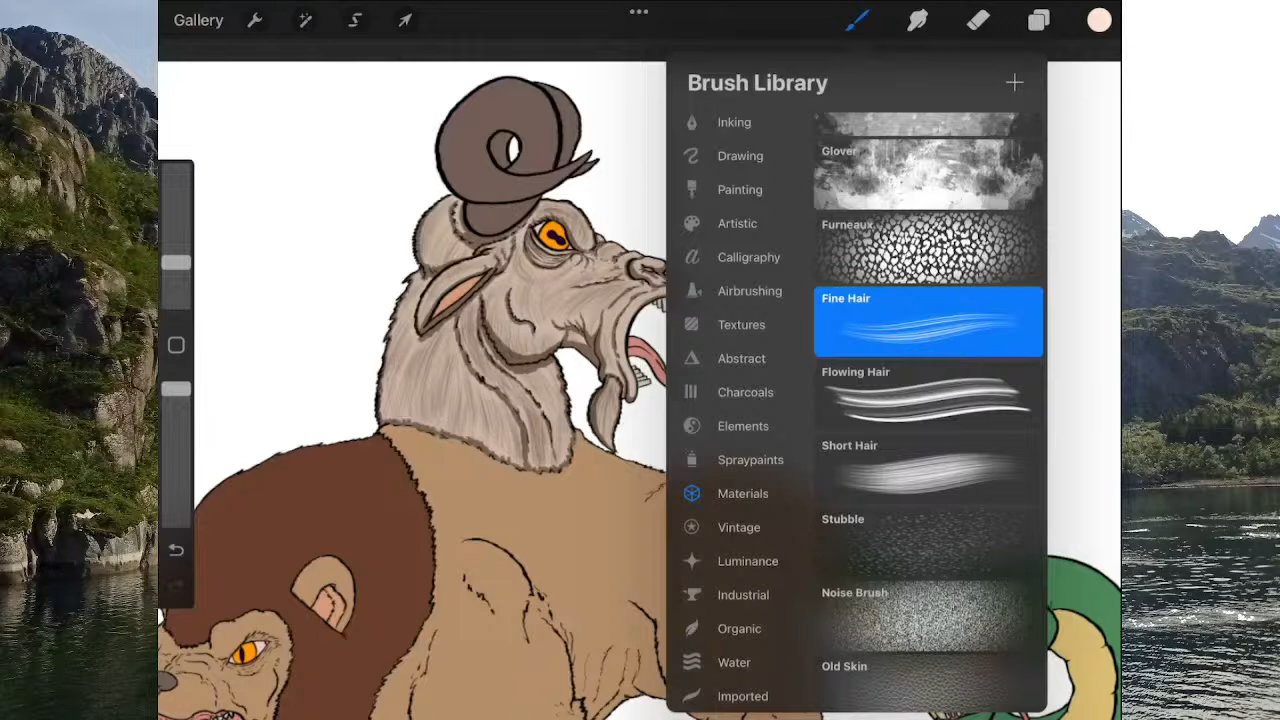 Gallery
Brush Library
Inking
Drawing
Painting
Artistic
Calligraphy
Airbrushing
Textures
Abstract
Charcoals
Elements
Spraypaints
Materials
Vintage
Luminance
Industrial
Organic
Water
Imported
Glover
Furneaux
Fine Hair
Flowing Hair
Short Hair
Stubble
Noise Brush
Old Skin